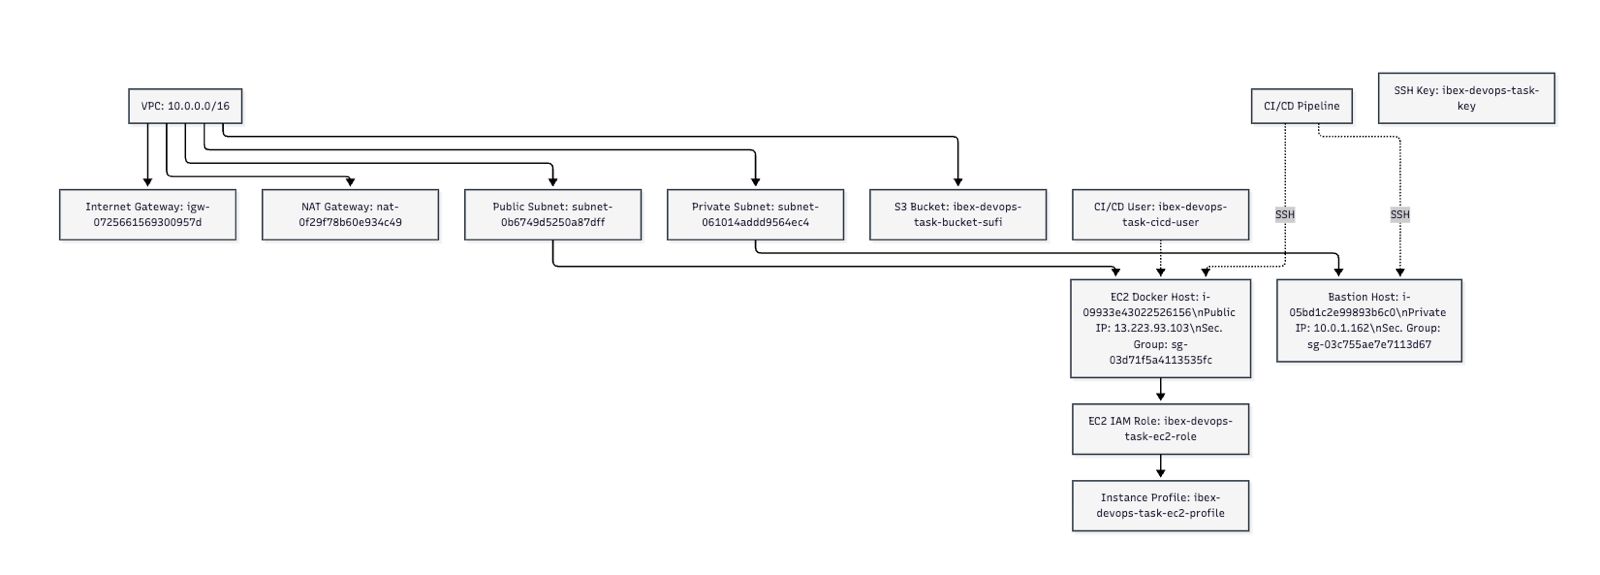 VPC: 10.0.0.0/16
CI/CD Pipeline
SSH Key: ibex-devops-task-
key
Internet Gateway: igw-
0725661569300957d
NAT Gateway: nat-
0f29f78b60e934c49
Public Subnet: subnet-
0b6749d5250a87dff
Private Subnet: subnet-
061014addd9564ec4
S3 Bucket: ibex-devops-
task-bucket-sufi
CI/CD User: ibex-devops-
task-cicd-user
SSH
SSH
EC2 Docker Host: i-
09933e43022526156\nPublic
IP: 13.223.93.103\nSec.
Group: sg-
03d71f5a4113535fc
Bastion Host: i-
05bd1c2e99893b6c0\nPrivate
IP: 10.0.1.162\nSec. Group:
sg-03c755ae7e7113d67
EC2 IAM Role: ibex-devops-
task-ec2-role
Instance Profile: ibex-
devops-task-ec2-profile